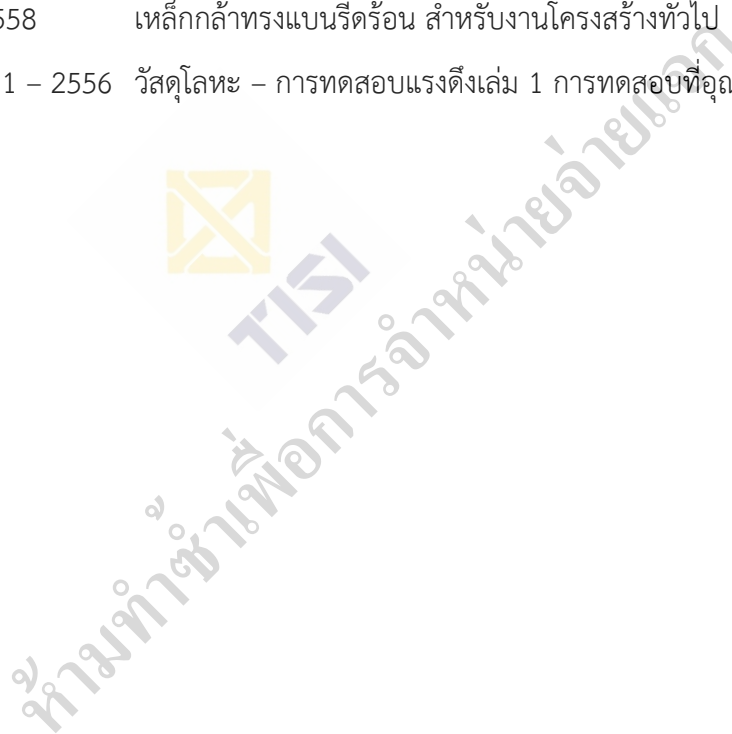 558 เหล็กกล้าทรงแบนรีดร้อน สำหรับงานโครงสร้างทั่วไป
1 – 2556 วัสดุโลหะ – การทดสอบแรงดึงเล่ม 1 การทดสอบที่อุณ
TISI
ห้ามทำซ้ำเพื่อการจำหน่ายจ่ายแจก